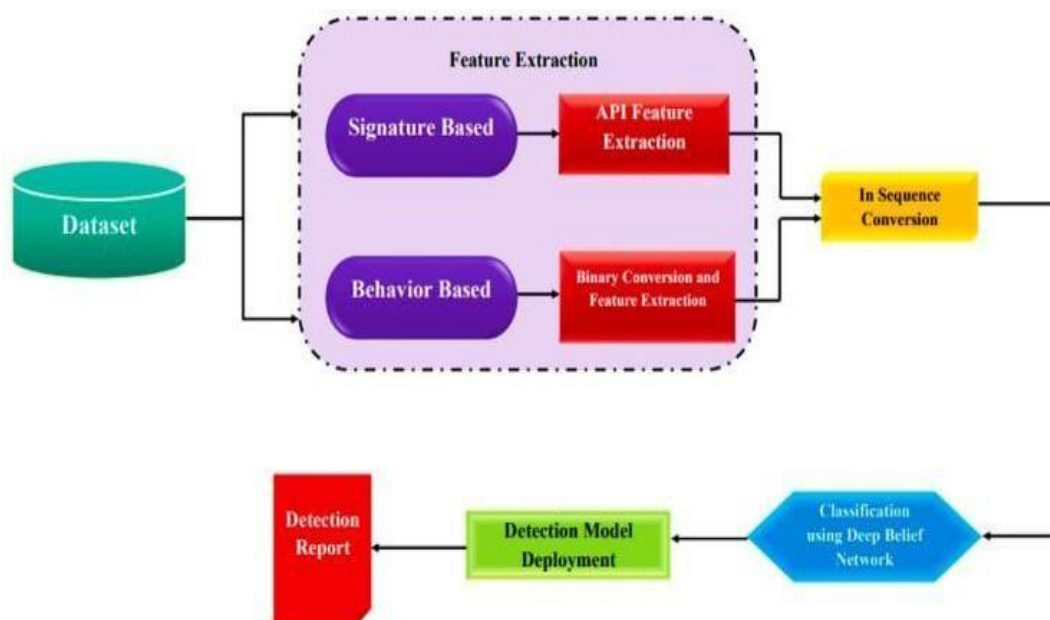 Feature Extraction
Signature Based
API Feature
Extraction
Dataset
Behavior Based
Binary Conversion and
Feature Extraction
In Sequence
Conversion
Classification
using Deep Belief
Network
Detection Model
Deployment
Detection
Report